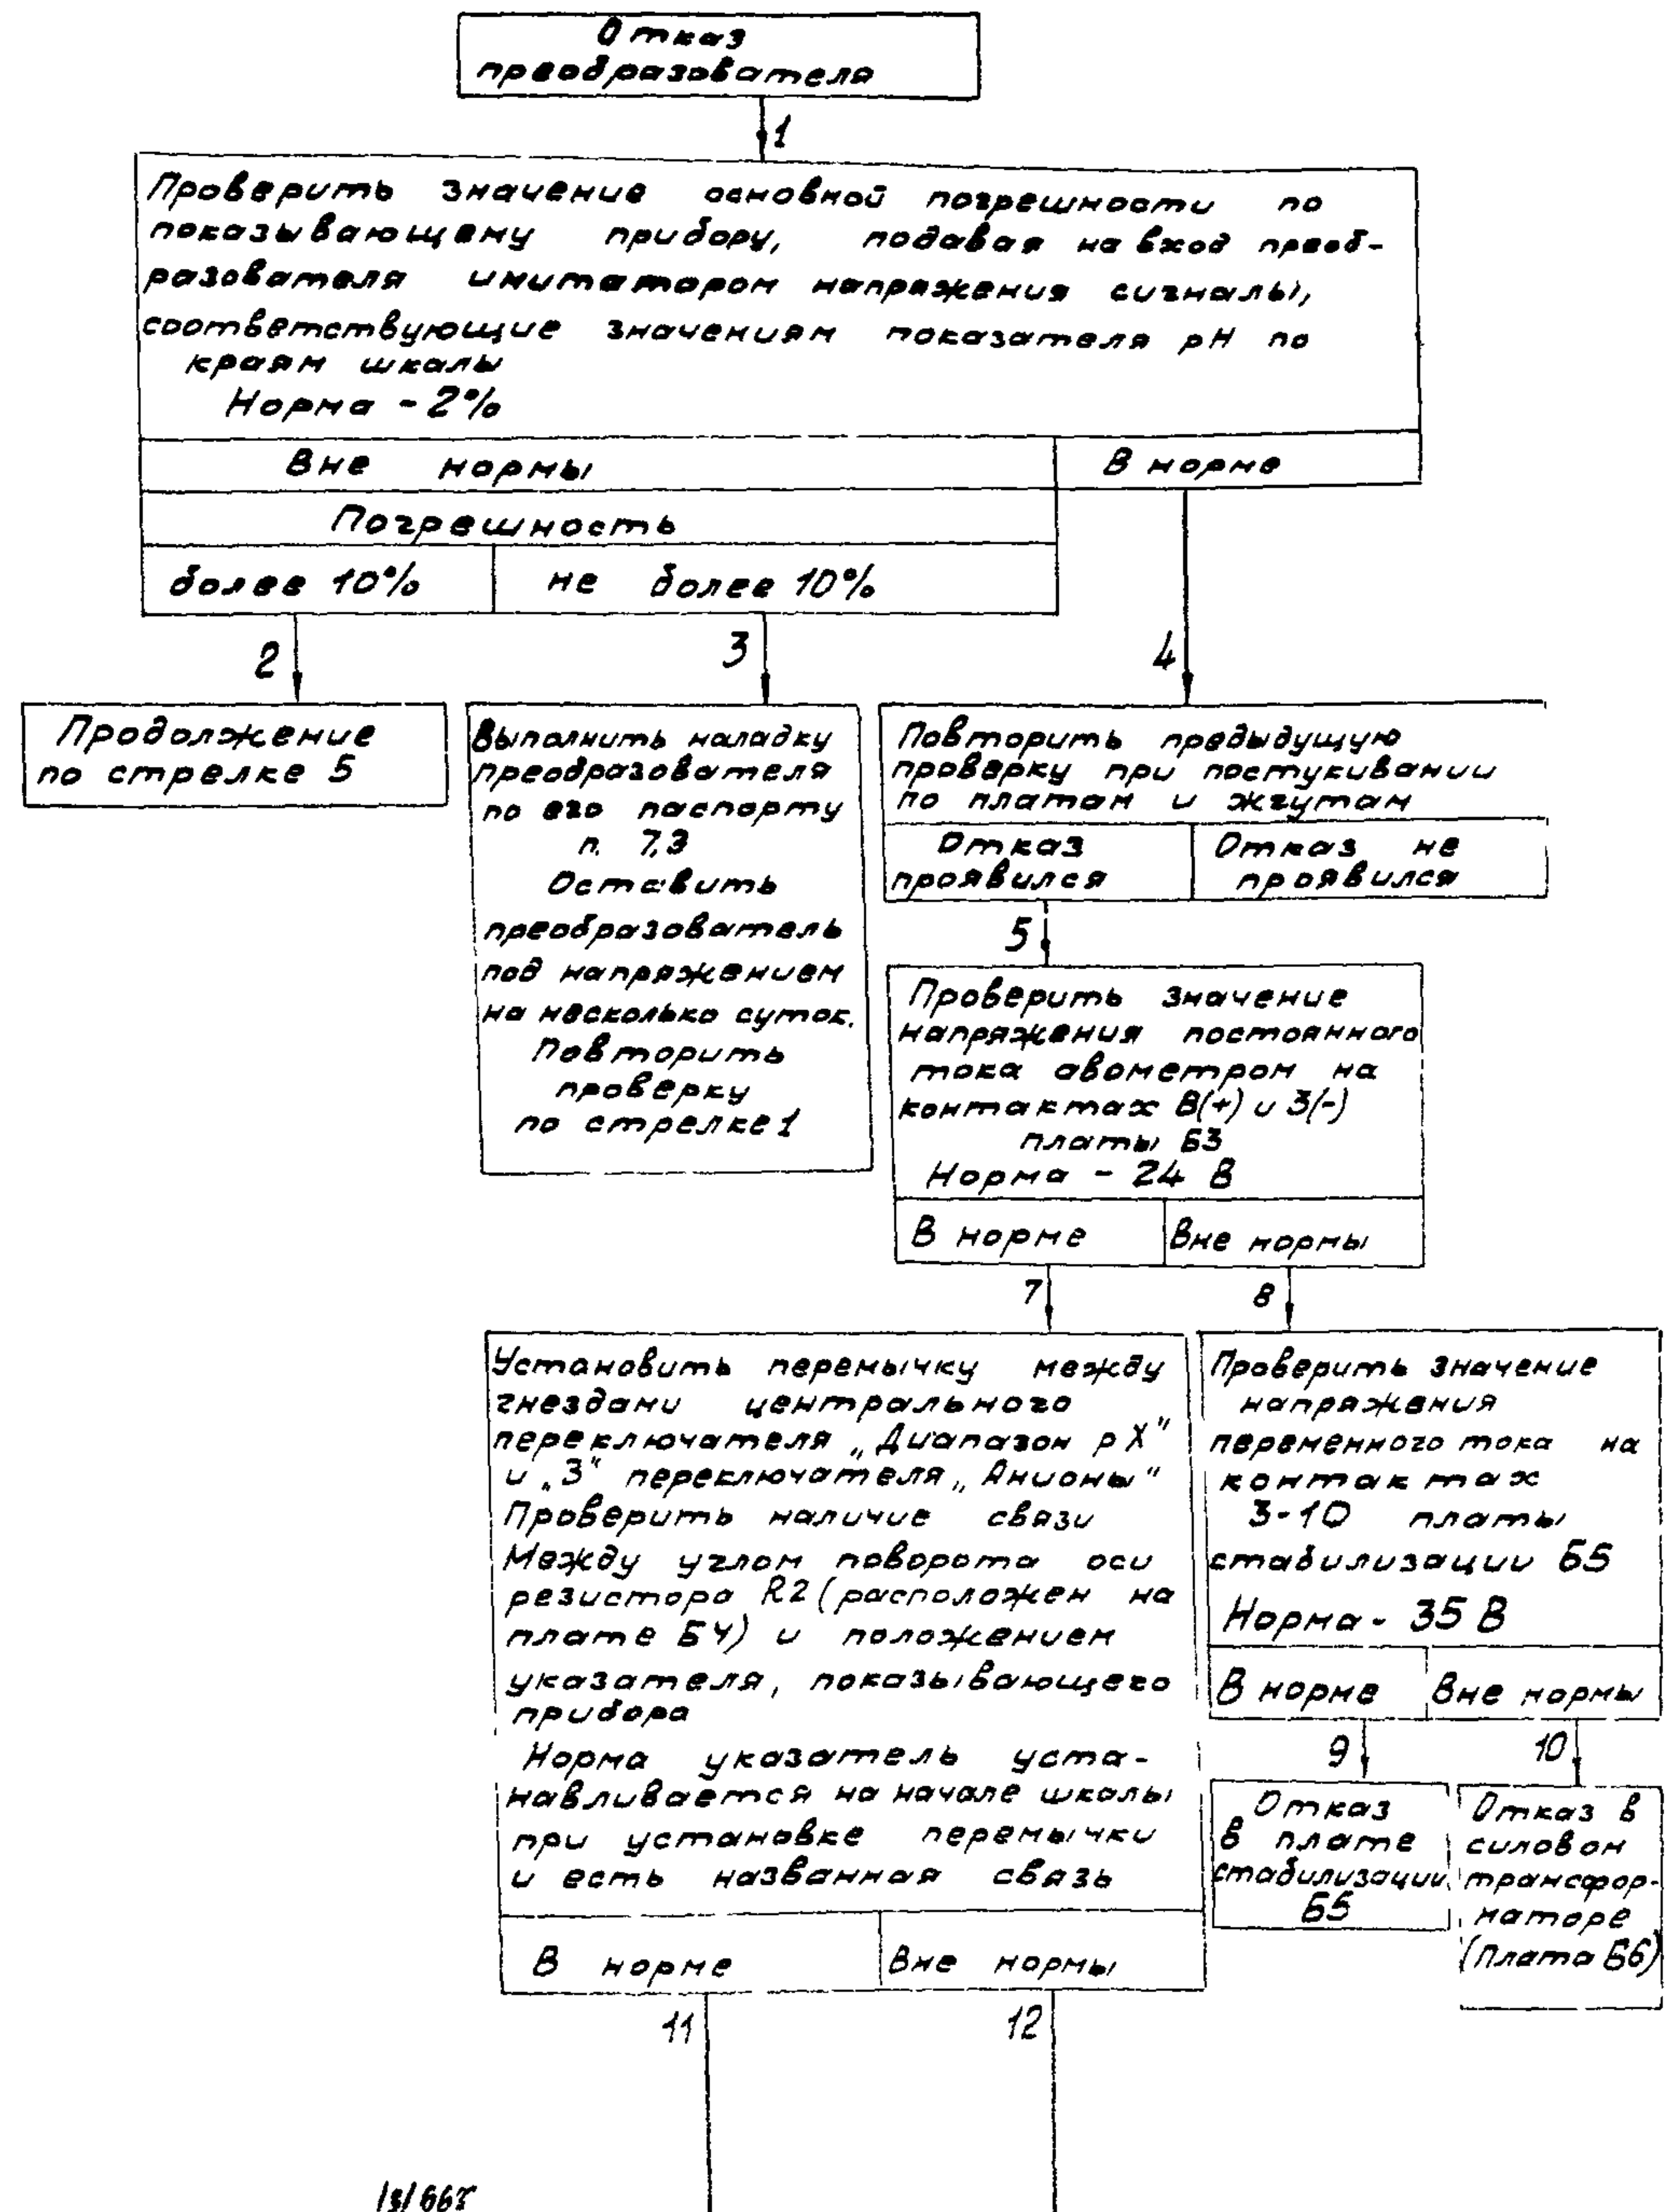 Отказ
преобразователя
1
Проверить значение основной погрешности по
показывающему прибору, подавая на вход преоб-
разователя имитатором напряжения сигналы,
соответствующие значениям показателя pH по
краям шкалы
Норма - 2%
Вне нормы
В норме
Погрешность
более 10%
не более 10%
2
3
4
Продолжение
по стрелке 5
Выполнить наладку
преобразователя
по его паспорту
п. 7.3
Оставить
преобразователь
под напряжением
на несколько суток.
Повторить
проверку
по стрелке 1
Повторить предыдущую
проверку при постукивании
по платам и жгутам
Отказ
проявился
Отказ не
проявился
5
Проверить значение
напряжения постоянного
тока авометром на
контактах В(+) и 3(-)
платы Б3
Норма - 24 В
В норме
Вне нормы
7
8
Установить перемычку между
гнездами центрального
переключателя „Диапазон рХ"
и „3" переключателя „Анионы"
Проверить наличие связи
Между углом поворота оси
резистора R2 (расположен на
плате БЧ) и положением
указателя, показывающего
прибора
Норма указатель уста-
навливается на начале шкалы
при установке перемычки
и есть названная связь
В норме
Вне нормы
11
12
Проверить значение
напряжения
переменного тока на
контактах
3-10 платы
стабилизации Б5
Норма - 35 В
В норме
Вне нормы
9
10
Отказ
в плате
стабилизации
Б5
Отказ в
силовом
трансфор-
маторе
(Плата Б6)